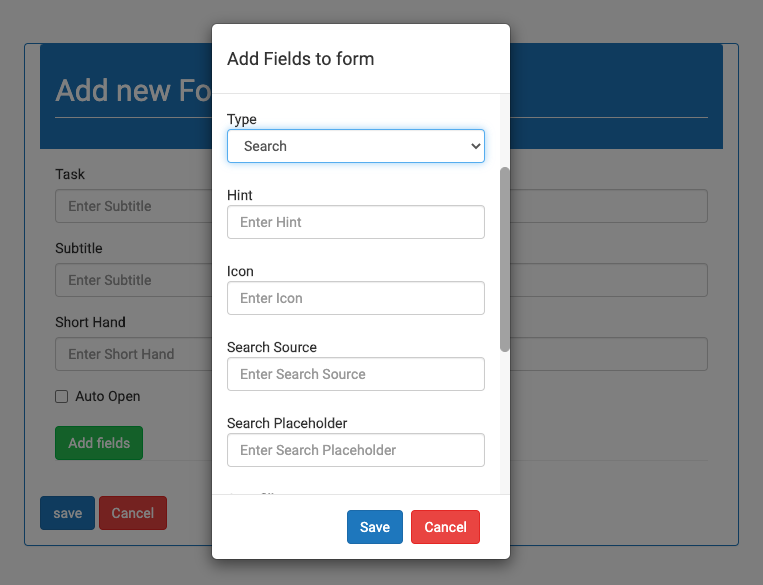 Add Fields to form
Type
Search
Hint
Enter Hint
Icon
Enter Icon
Search Source
Enter Search Source
Search Placeholder
Enter Search Placeholder
Save
Cancel
Add new Fo
Task
Enter Subtitle
Subtitle
Enter Subtitle
Short Hand
Enter Short Hand
Auto Open
Add fields
save
Cancel